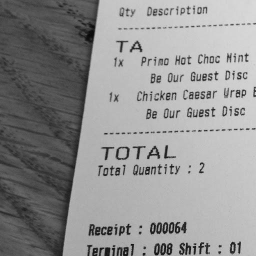 Qty Description
TA
1x Primo Hot Choc Mint
Be Our Guest Disc
1x Chicken Caesar Wrap
Be Our Guest Disc
TOTAL
Total Quantity : 2
Receipt : 000064
Terminal : 008 Shift : 01